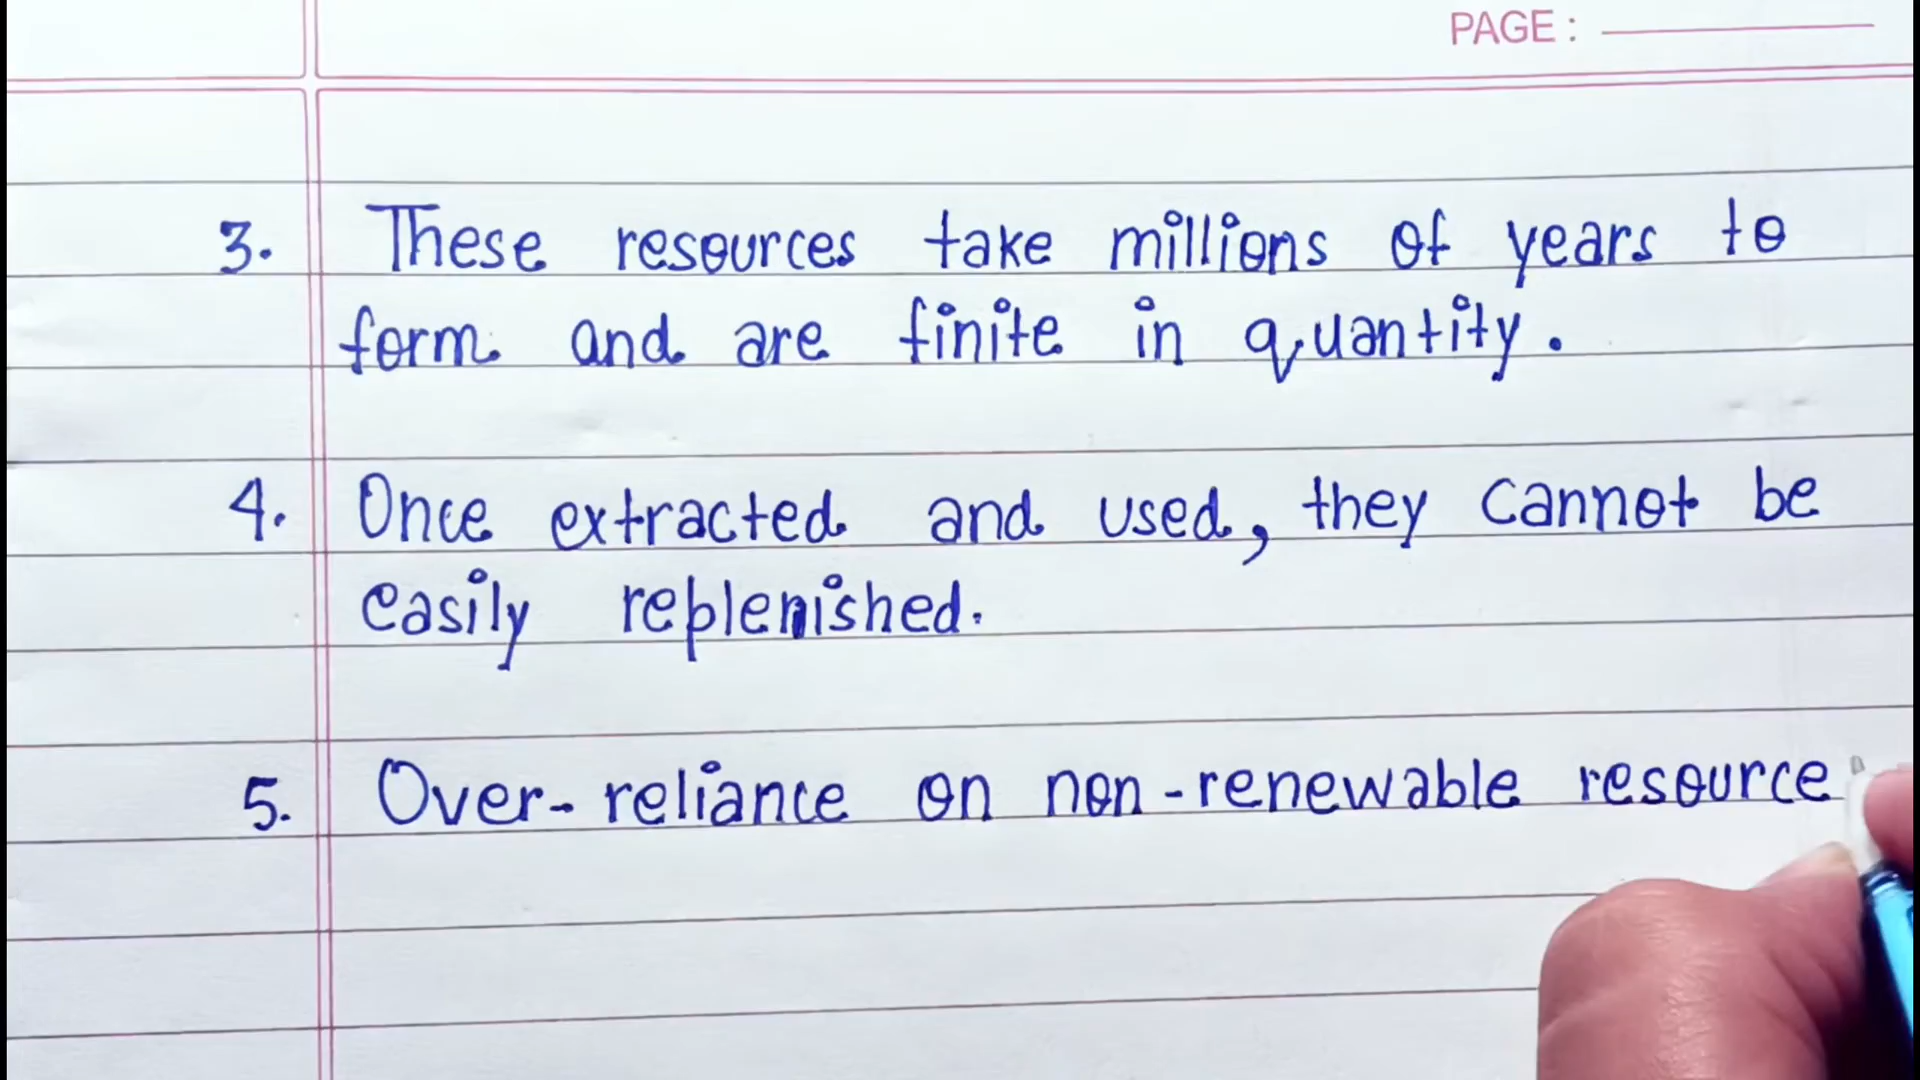 PAGE :
3. These resources take millions of years to
form and are finite in quantity.
4. Once extracted and used, they cannot be
easily replenished.
5. Over-reliance on non-renewable resource